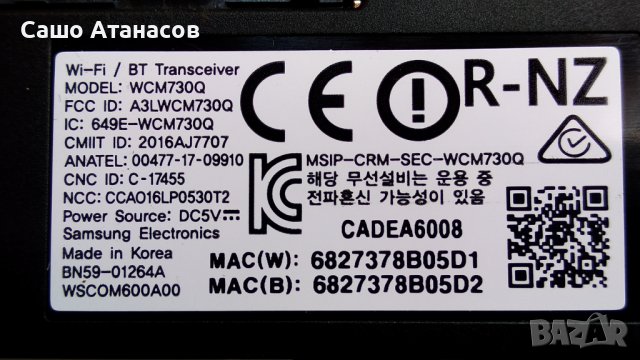 Сашо Атанасов
Wi-Fi / BT Transceiver
MODEL: WCM730Q
FCC ID: A3LWCM730Q
IC: 649E-WCM730Q
CMIIT ID: 2016AJ7707
ANATEL: 00477-17-09910
CNC ID: C-17455
NCC: CCAO16LP0530T2
Power Source: DC5V
Samsung Electronics
Made in Korea
BN59-01264A
WSCOM600A00
CE
R-NZ
MSIP-CRM-SEC-WCM730Q
해당 무선설비는 운용 중
전파혼신 가능성이 있음
CADEA6008
MAC(W): 6827378B05D1
MAC(B): 6827378B05D2
BAZAR